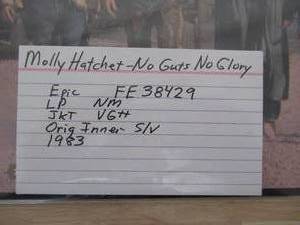 Molly Hatchet-No Guts No Glory
Epic FE 38429
LP NM
JKT VG++
Orig Inner S/V
1983